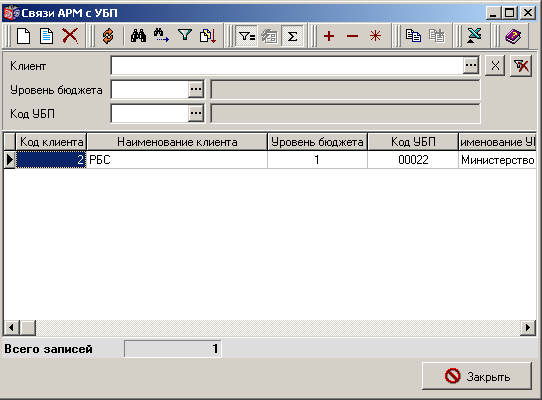 Связи АРМ с УБП
Клиент
Уровень бюджета
Код УБП
Код клиента Наименование клиента Уровень бюджета Код УБП именование УБ
2 РБС 1 00022 Министерство
Всего записей 1
Закрыть